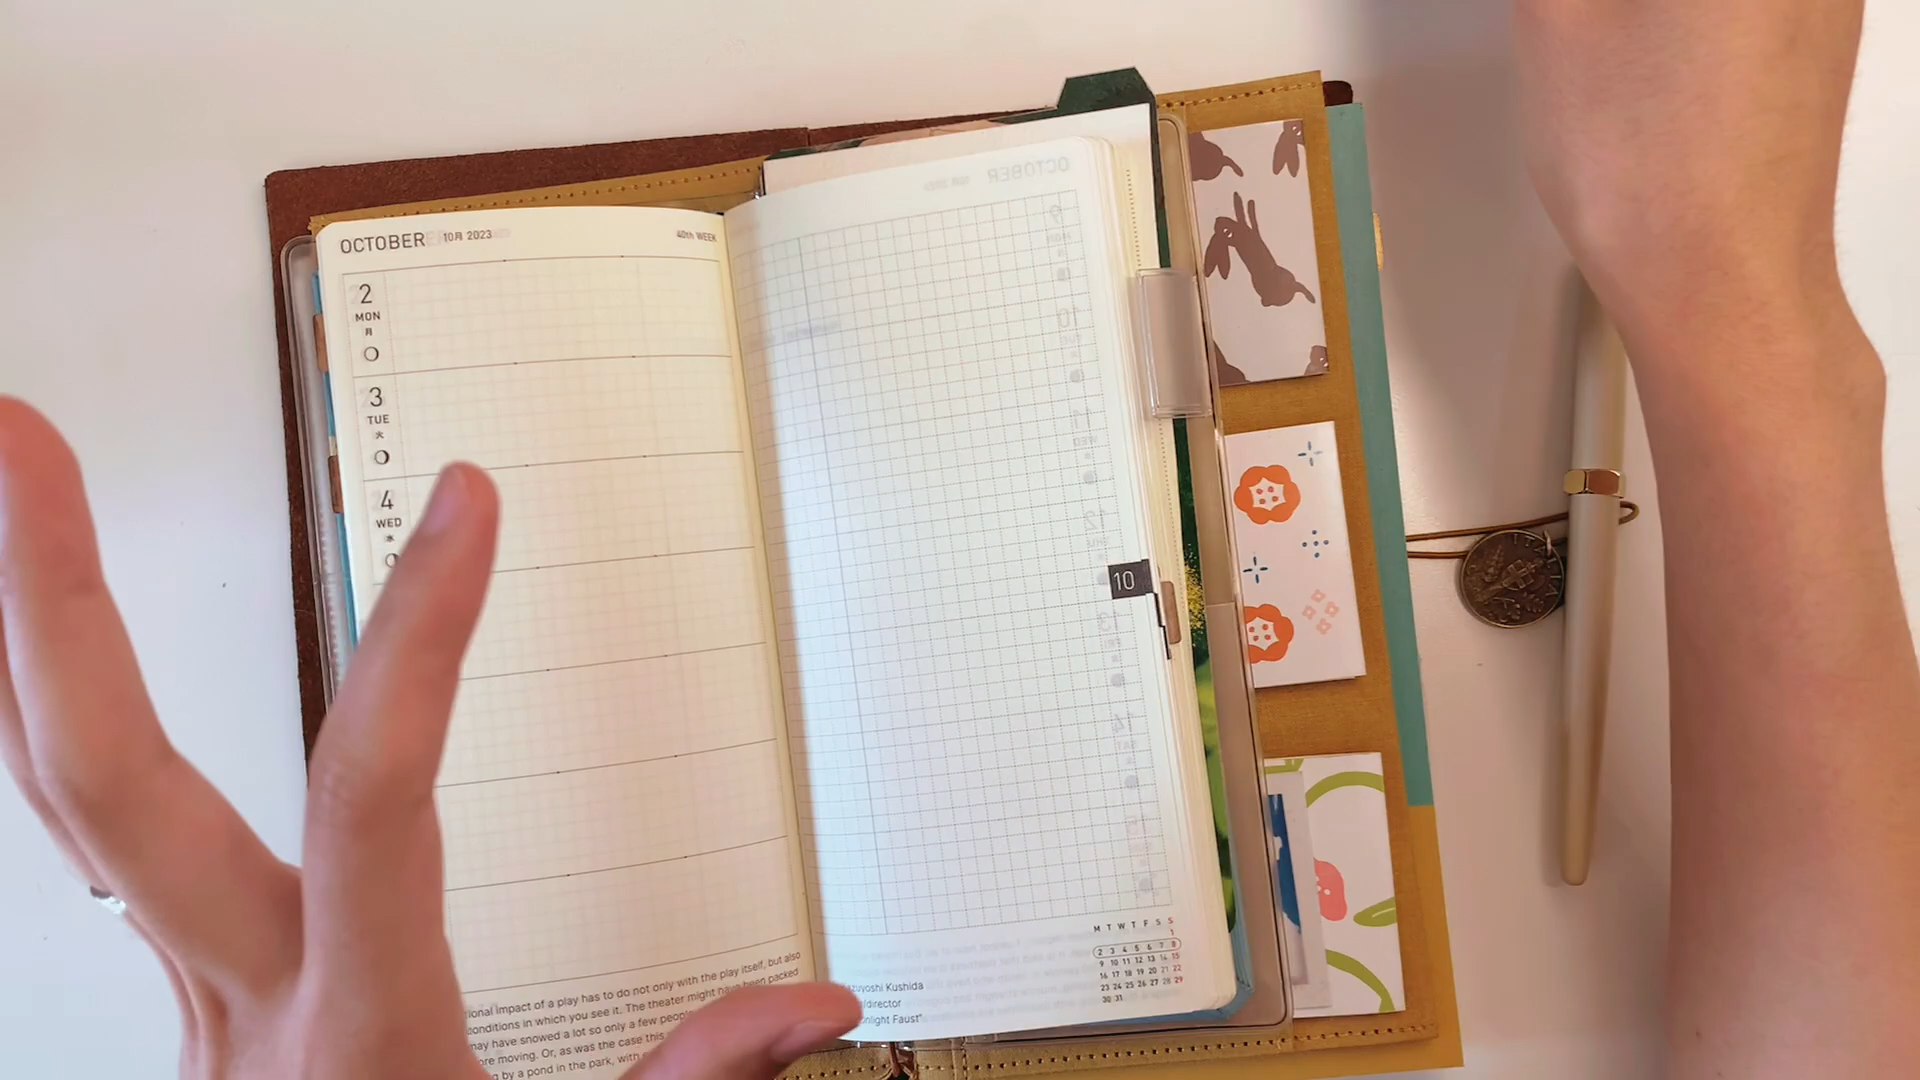 OCTOBER 10月 2023 40th WEEK
2
MON
月
3
TUE
火
4
WED
水
10
M T W T F S S
1
2 3 4 5 6 7 8
9 10 11 12 13 14 15
16 17 18 19 20 21 22
23 24 25 26 27 28 29
30 31
impact of a play has to do not only with the play itself, but also
conditions in which you see it. The theater might have been packed
may have snowed a lot so only a few people
before moving. Or, as was the case this
by a pond in the park, with
Kushida
director
Faust"
ITALIA